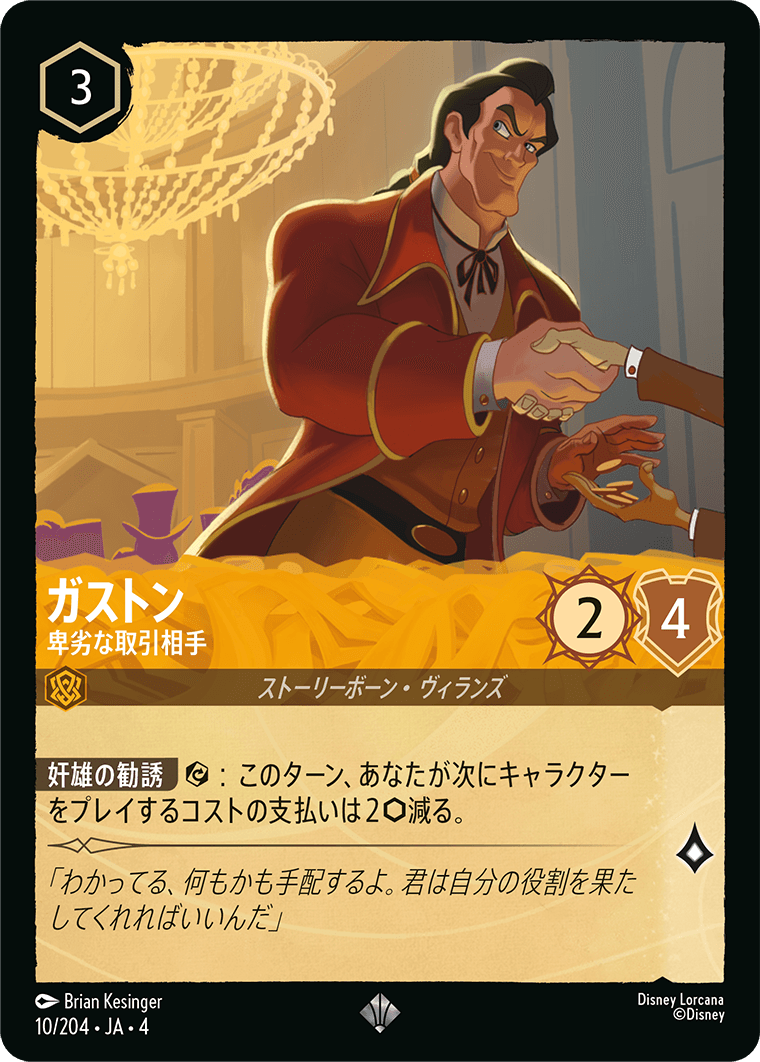 3
ガストン
卑劣な取引相手
2
4
ストーリーボーン・ヴィランズ
奸雄の勧誘 : このターン、あなたが次にキャラクター
をプレイするコストの支払いは2減る。
「わかってる、何もかも手配するよ。君は自分の役割を果た
してくれればいいんだ」
Brian Kesinger
Disney Lorcana
10/204 • JA • 4
©Disney